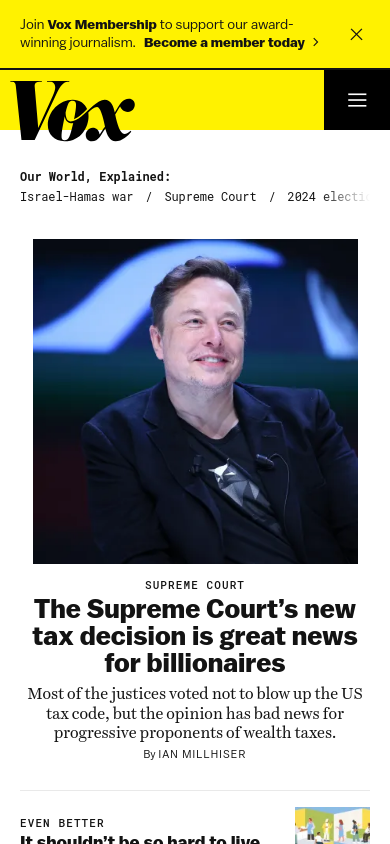 Join Vox Membership to support our award-
winning journalism. Become a member today
Vox
Our World, Explained:
Israel-Hamas war / Supreme Court / 2024 electi
SUPREME COURT
The Supreme Court’s new
tax decision is great news
for billionaires
Most of the justices voted not to blow up the US
tax code, but the opinion has bad news for
progressive proponents of wealth taxes.
By IAN MILLHISER
EVEN BETTER
It shouldn’t be so hard to live